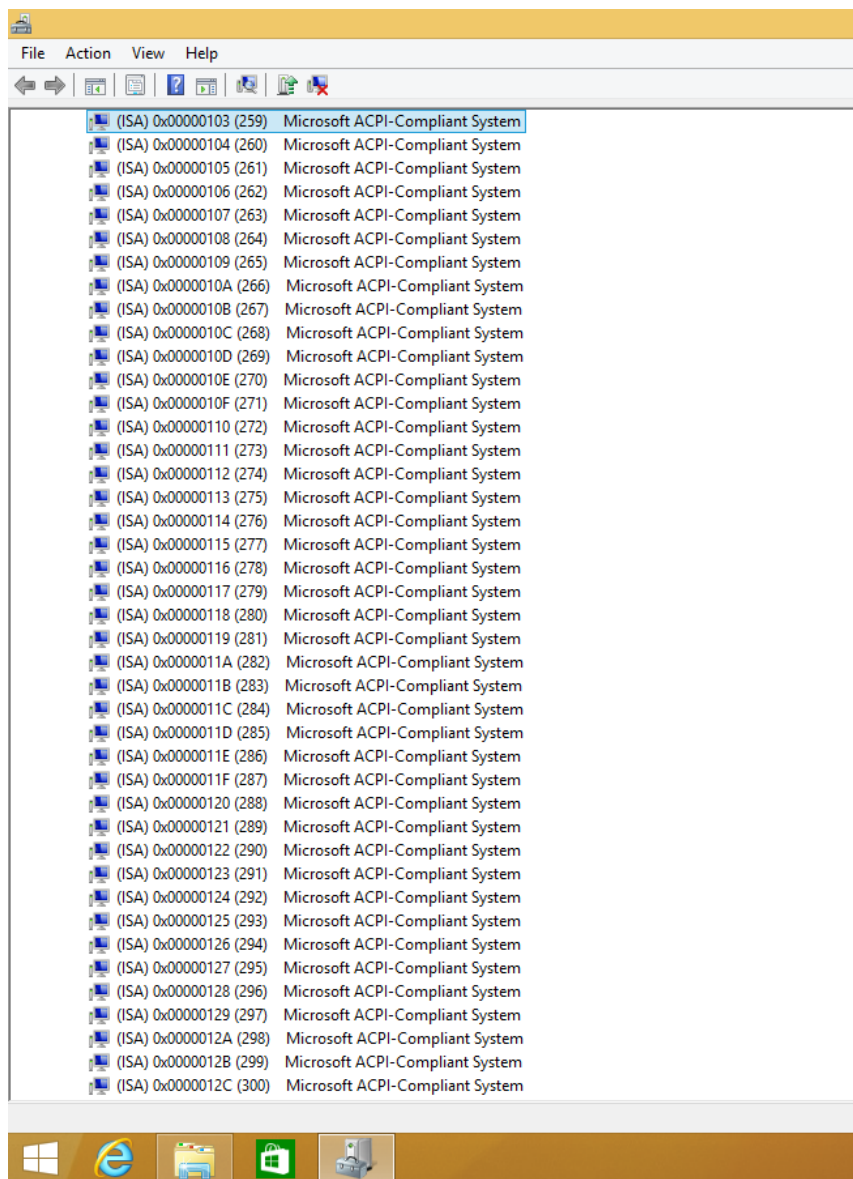 File Action View Help
(ISA) 0x00000103 (259) Microsoft ACPI-Compliant System
(ISA) 0x00000104 (260) Microsoft ACPI-Compliant System
(ISA) 0x00000105 (261) Microsoft ACPI-Compliant System
(ISA) 0x00000106 (262) Microsoft ACPI-Compliant System
(ISA) 0x00000107 (263) Microsoft ACPI-Compliant System
(ISA) 0x00000108 (264) Microsoft ACPI-Compliant System
(ISA) 0x00000109 (265) Microsoft ACPI-Compliant System
(ISA) 0x0000010A (266) Microsoft ACPI-Compliant System
(ISA) 0x0000010B (267) Microsoft ACPI-Compliant System
(ISA) 0x0000010C (268) Microsoft ACPI-Compliant System
(ISA) 0x0000010D (269) Microsoft ACPI-Compliant System
(ISA) 0x0000010E (270) Microsoft ACPI-Compliant System
(ISA) 0x0000010F (271) Microsoft ACPI-Compliant System
(ISA) 0x00000110 (272) Microsoft ACPI-Compliant System
(ISA) 0x00000111 (273) Microsoft ACPI-Compliant System
(ISA) 0x00000112 (274) Microsoft ACPI-Compliant System
(ISA) 0x00000113 (275) Microsoft ACPI-Compliant System
(ISA) 0x00000114 (276) Microsoft ACPI-Compliant System
(ISA) 0x00000115 (277) Microsoft ACPI-Compliant System
(ISA) 0x00000116 (278) Microsoft ACPI-Compliant System
(ISA) 0x00000117 (279) Microsoft ACPI-Compliant System
(ISA) 0x00000118 (280) Microsoft ACPI-Compliant System
(ISA) 0x00000119 (281) Microsoft ACPI-Compliant System
(ISA) 0x0000011A (282) Microsoft ACPI-Compliant System
(ISA) 0x0000011B (283) Microsoft ACPI-Compliant System
(ISA) 0x0000011C (284) Microsoft ACPI-Compliant System
(ISA) 0x0000011D (285) Microsoft ACPI-Compliant System
(ISA) 0x0000011E (286) Microsoft ACPI-Compliant System
(ISA) 0x0000011F (287) Microsoft ACPI-Compliant System
(ISA) 0x00000120 (288) Microsoft ACPI-Compliant System
(ISA) 0x00000121 (289) Microsoft ACPI-Compliant System
(ISA) 0x00000122 (290) Microsoft ACPI-Compliant System
(ISA) 0x00000123 (291) Microsoft ACPI-Compliant System
(ISA) 0x00000124 (292) Microsoft ACPI-Compliant System
(ISA) 0x00000125 (293) Microsoft ACPI-Compliant System
(ISA) 0x00000126 (294) Microsoft ACPI-Compliant System
(ISA) 0x00000127 (295) Microsoft ACPI-Compliant System
(ISA) 0x00000128 (296) Microsoft ACPI-Compliant System
(ISA) 0x00000129 (297) Microsoft ACPI-Compliant System
(ISA) 0x0000012A (298) Microsoft ACPI-Compliant System
(ISA) 0x0000012B (299) Microsoft ACPI-Compliant System
(ISA) 0x0000012C (300) Microsoft ACPI-Compliant System